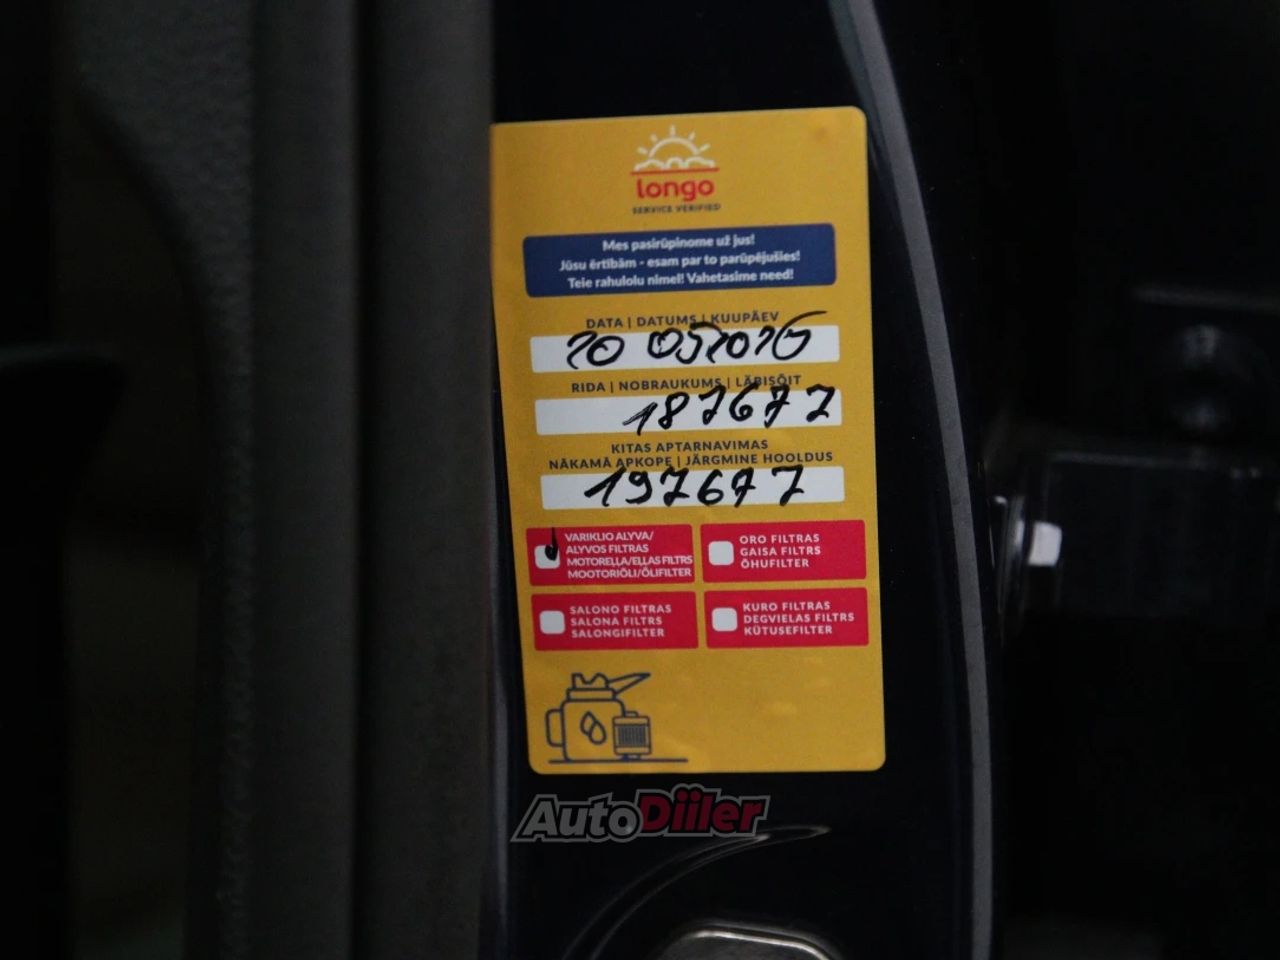 longo
SERVICE VERIFIED
Mes pasirūpinome už jus!
Jūsu ērtībām - esam par to parūpējušies!
Teie rahulolu nimel! Vahetasime need!
DATA | DATUMS | KUUPÄEV
20 052026
RIDA | NOBRAUKUMS | LÄBISÕIT
187677
KITAS APTARNAVIMAS
NĀKAMĀ APKOPE | JÄRGMINE HOOLDUS
197677
VARIKLIO ALYVA/
ALYVOS FILTRAS
MOTOREĻĻA/EĻĻAS FILTRS
MOOTORIÕLI/ÕLIFILTER
ORO FILTRAS
GAISA FILTRS
ÕHUFILTER
SALONO FILTRAS
SALONA FILTRS
SALONGIFILTER
KURO FILTRAS
DEGVIELAS FILTRS
KÜTUSEFILTER
AutoDiiler